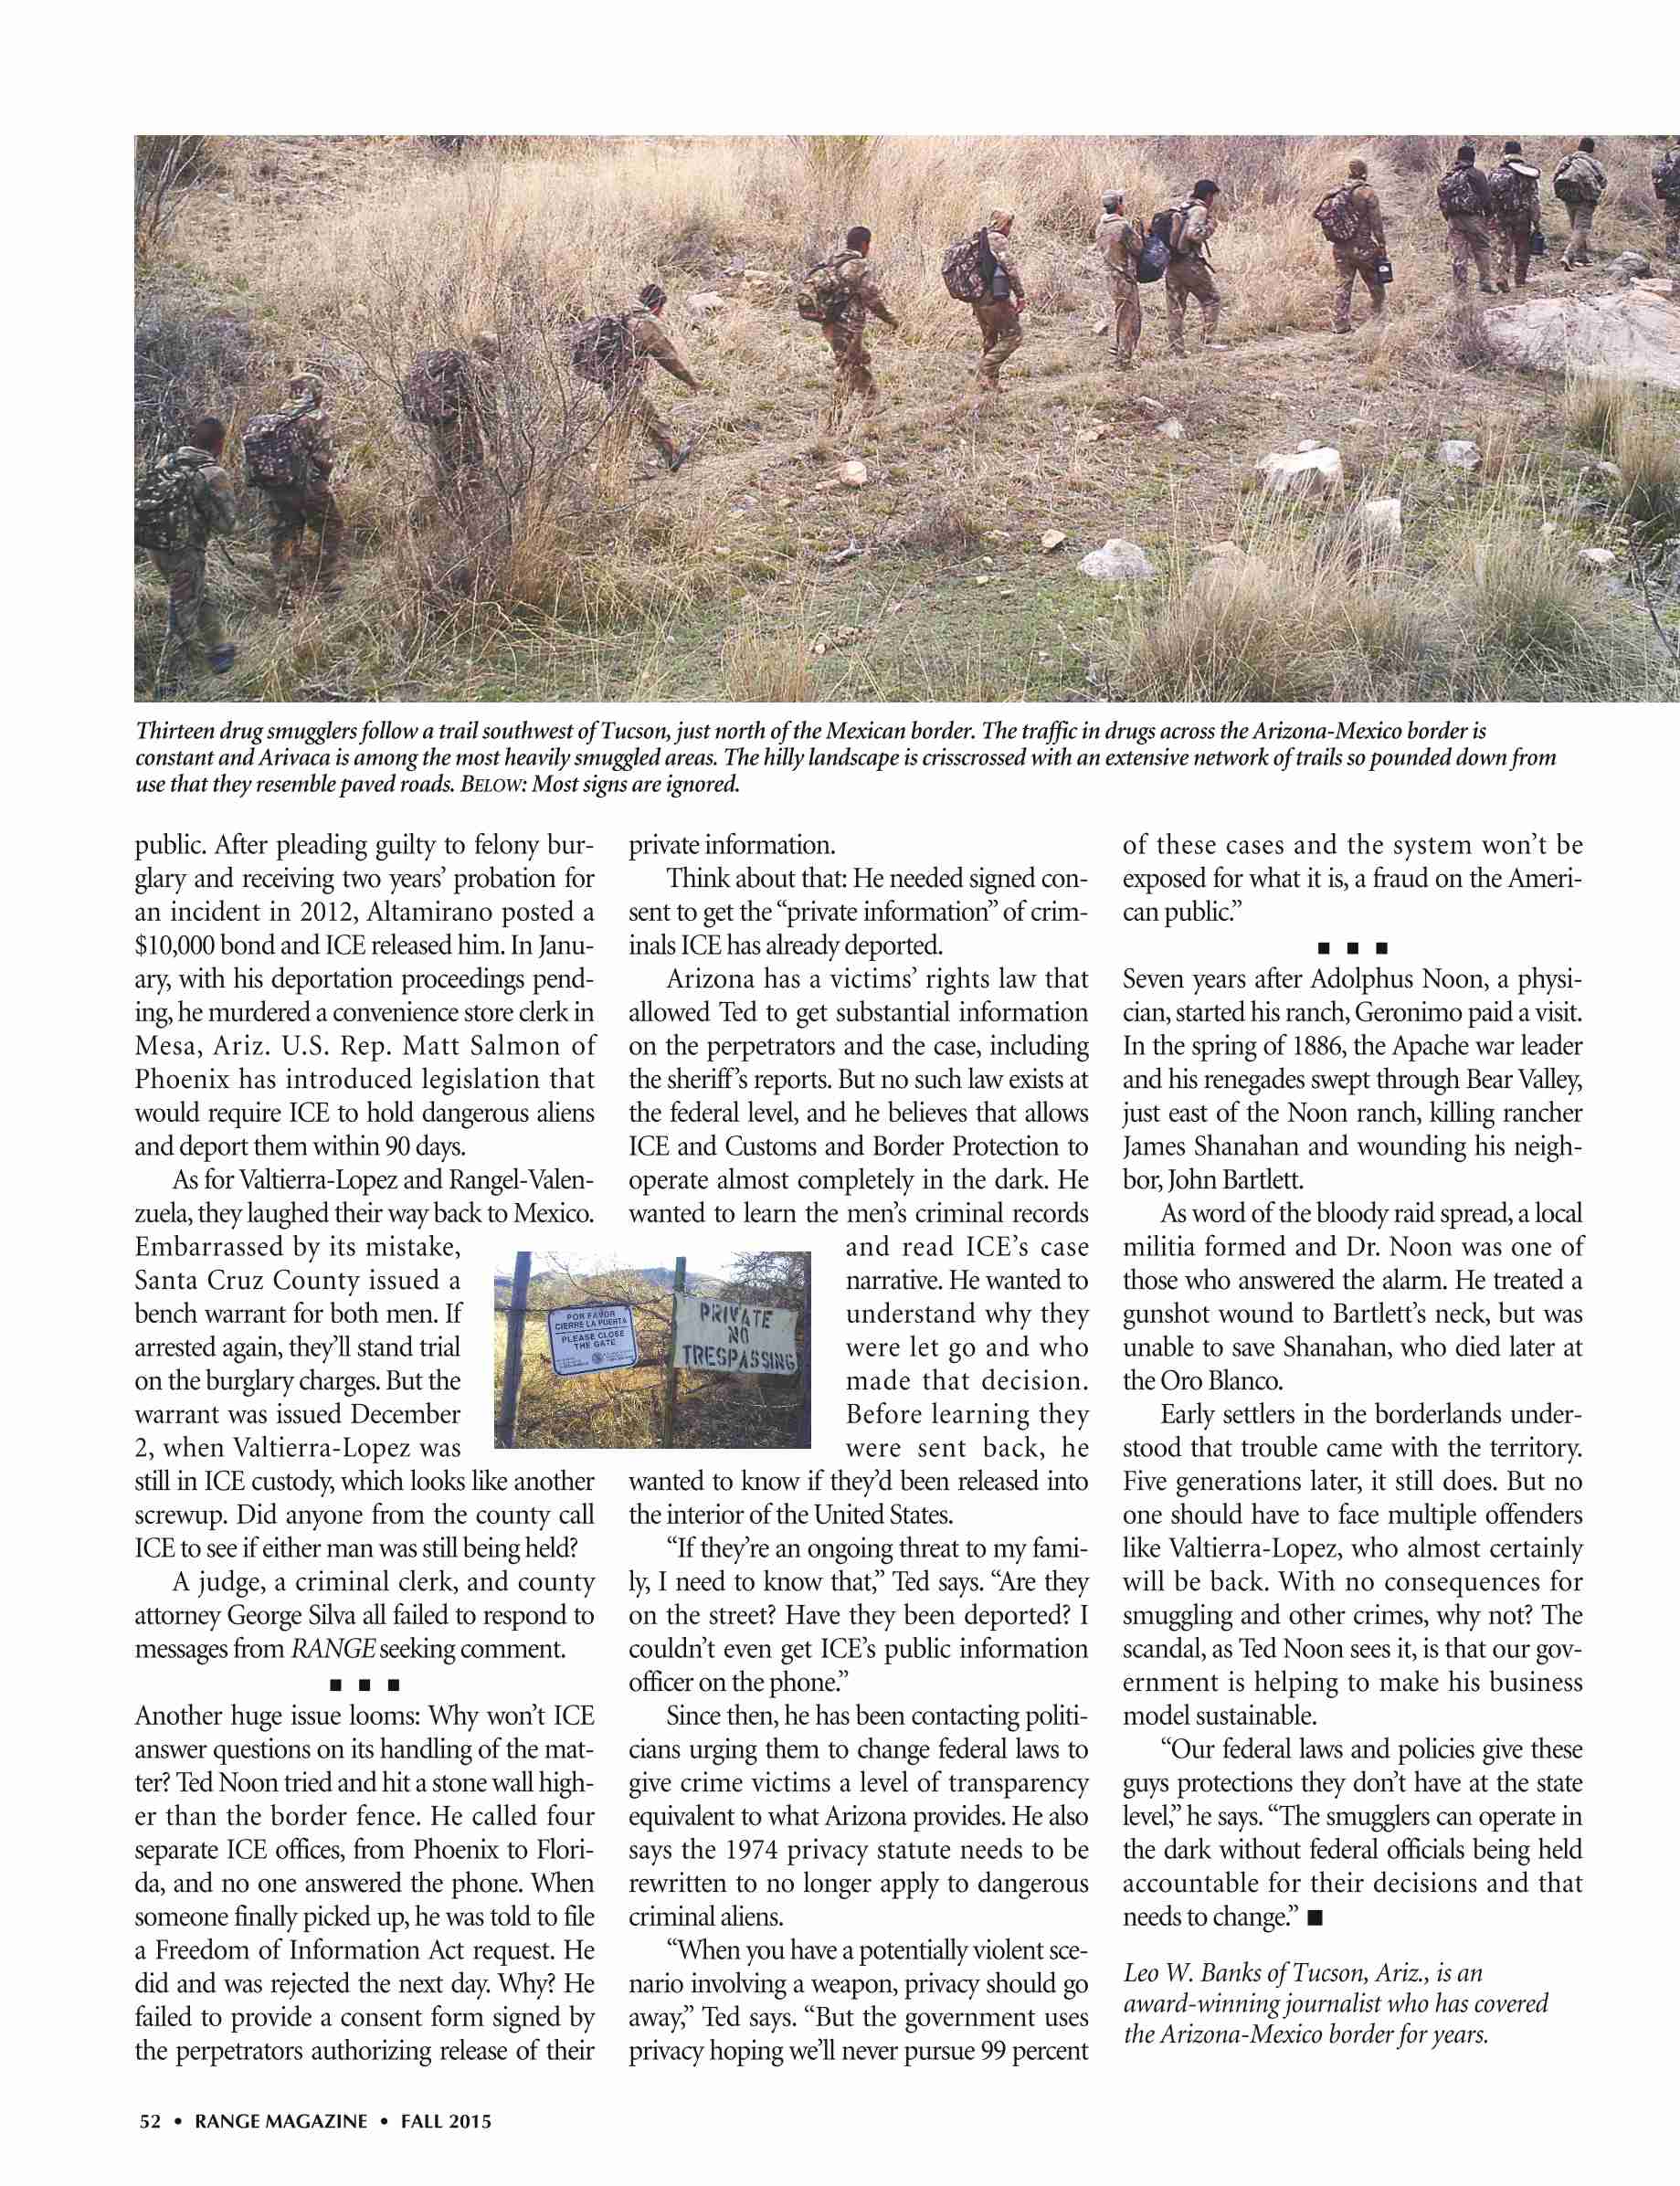 Thirteen drug smugglers follow a trail southwest of Tucson, just north of the Mexican border. The traffic in drugs across the Arizona-Mexico border is
constant and Arivaca is among the most heavily smuggled areas. The hilly landscape is crisscrossed with an extensive network of trails so pounded down from
use that they resemble paved roads. BELOW: Most signs are ignored.
public. After pleading guilty to felony bur-
glary and receiving two years’ probation for
an incident in 2012, Altamirano posted a
$10,000 bond and ICE released him. In Janu-
ary, with his deportation proceedings pend-
ing, he murdered a convenience store clerk in
Mesa, Ariz. U.S. Rep. Matt Salmon of
Phoenix has introduced legislation that
would require ICE to hold dangerous aliens
and deport them within 90 days.
As for Valtierra-Lopez and Rangel-Valen-
zuela, they laughed their way back to Mexico.
Embarrassed by its mistake,
Santa Cruz County issued a
bench warrant for both men. If
arrested again, they’ll stand trial
on the burglary charges. But the
warrant was issued December
2, when Valtierra-Lopez was
still in ICE custody, which looks like another
screwup. Did anyone from the county call
ICE to see if either man was still being held?
A judge, a criminal clerk, and county
attorney George Silva all failed to respond to
messages from RANGE seeking comment.
■ ■ ■
Another huge issue looms: Why won’t ICE
answer questions on its handling of the mat-
ter? Ted Noon tried and hit a stone wall high-
er than the border fence. He called four
separate ICE offices, from Phoenix to Flori-
da, and no one answered the phone. When
someone finally picked up, he was told to file
a Freedom of Information Act request. He
did and was rejected the next day. Why? He
failed to provide a consent form signed by
the perpetrators authorizing release of their
private information.
Think about that: He needed signed con-
sent to get the “private information” of crim-
inals ICE has already deported.
Arizona has a victims’ rights law that
allowed Ted to get substantial information
on the perpetrators and the case, including
the sheriff’s reports. But no such law exists at
the federal level, and he believes that allows
ICE and Customs and Border Protection to
operate almost completely in the dark. He
wanted to learn the men’s criminal records
and read ICE’s case
narrative. He wanted to
understand why they
were let go and who
made that decision.
Before learning they
were sent back, he
wanted to know if they’d been released into
the interior of the United States.
“If they’re an ongoing threat to my fami-
ly, I need to know that,” Ted says. “Are they
on the street? Have they been deported? I
couldn’t even get ICE’s public information
officer on the phone.”
Since then, he has been contacting politi-
cians urging them to change federal laws to
give crime victims a level of transparency
equivalent to what Arizona provides. He also
says the 1974 privacy statute needs to be
rewritten to no longer apply to dangerous
criminal aliens.
“When you have a potentially violent sce-
nario involving a weapon, privacy should go
away,” Ted says. “But the government uses
privacy hoping we’ll never pursue 99 percent
POR FAVOR
CIERRE LA PUERTA
PLEASE CLOSE
THE GATE
PRIVATE
NO
TRESPASSING
of these cases and the system won’t be
exposed for what it is, a fraud on the Ameri-
can public.”
■ ■ ■
Seven years after Adolphus Noon, a physi-
cian, started his ranch, Geronimo paid a visit.
In the spring of 1886, the Apache war leader
and his renegades swept through Bear Valley,
just east of the Noon ranch, killing rancher
James Shanahan and wounding his neigh-
bor, John Bartlett.
As word of the bloody raid spread, a local
militia formed and Dr. Noon was one of
those who answered the alarm. He treated a
gunshot wound to Bartlett’s neck, but was
unable to save Shanahan, who died later at
the Oro Blanco.
Early settlers in the borderlands under-
stood that trouble came with the territory.
Five generations later, it still does. But no
one should have to face multiple offenders
like Valtierra-Lopez, who almost certainly
will be back. With no consequences for
smuggling and other crimes, why not? The
scandal, as Ted Noon sees it, is that our gov-
ernment is helping to make his business
model sustainable.
“Our federal laws and policies give these
guys protections they don’t have at the state
level,” he says. “The smugglers can operate in
the dark without federal officials being held
accountable for their decisions and that
needs to change.” ■
Leo W. Banks of Tucson, Ariz., is an
award-winning journalist who has covered
the Arizona-Mexico border for years.
52 • RANGE MAGAZINE • FALL 2015